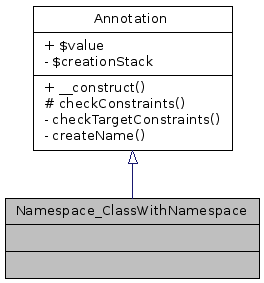 Annotation
+ $value
- $creationStack
+ __construct()
# checkConstraints()
- checkTargetConstraints()
- createName()
Namespace_ClassWithNamespace